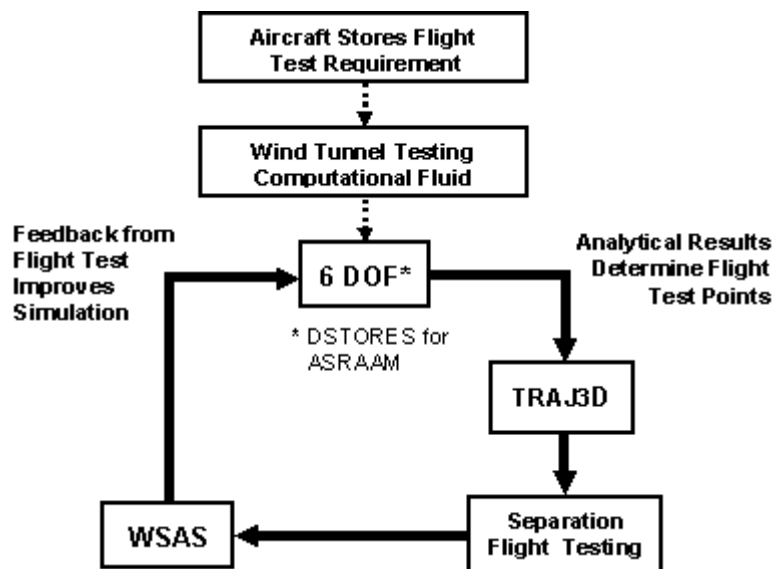 Aircraft Stores Flight
Test Requirement
Wind Tunnel Testing
Computational Fluid
Feedback from
Flight Test
Improves
Simulation
6 DOF*
Analytical Results
Determine Flight
Test Points
* DSTORES for
ASRAAM
TRAJ3D
WSAS
Separation
Flight Testing